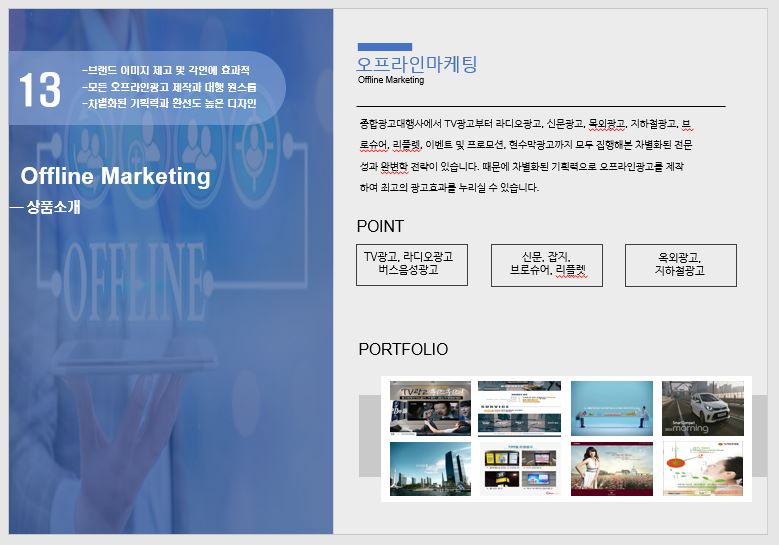 13
-브랜드 이미지 제고 및 각인에 효과적
-모든 오프라인광고 제작과 대행 원스톱
-차별화된 기획력과 완성도 높은 디자인
Offline Marketing
— 상품소개
OFFLINE
오프라인마케팅
Offline Marketing
종합광고대행사에서 TV광고부터 라디오광고, 신문광고, 옥외광고, 지하철광고, 브
로슈어, 리플렛, 이벤트 및 프로모션, 현수막광고까지 모두 집행해본 차별화된 전문
성과 완변한 전략이 있습니다. 때문에 차별화된 기획력으로 오프라인광고를 제작
하여 최고의 광고효과를 누리실 수 있습니다.
POINT
TV광고, 라디오광고
버스음성광고
신문, 잡지,
브로슈어, 리플렛
옥외광고,
지하철광고
PORTFOLIO
TV광고
SERVICE
morning